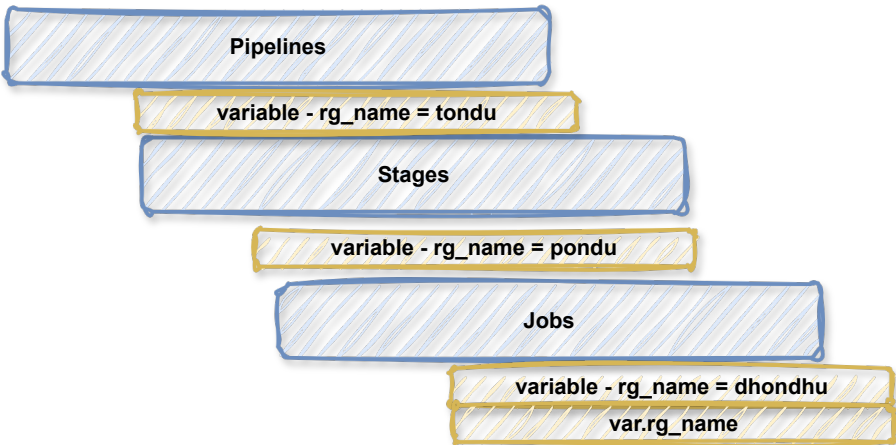 Pipelines
variable - rg_name = tondu
Stages
variable - rg_name = pondu
Jobs
variable - rg_name = dhondhu
var.rg_name